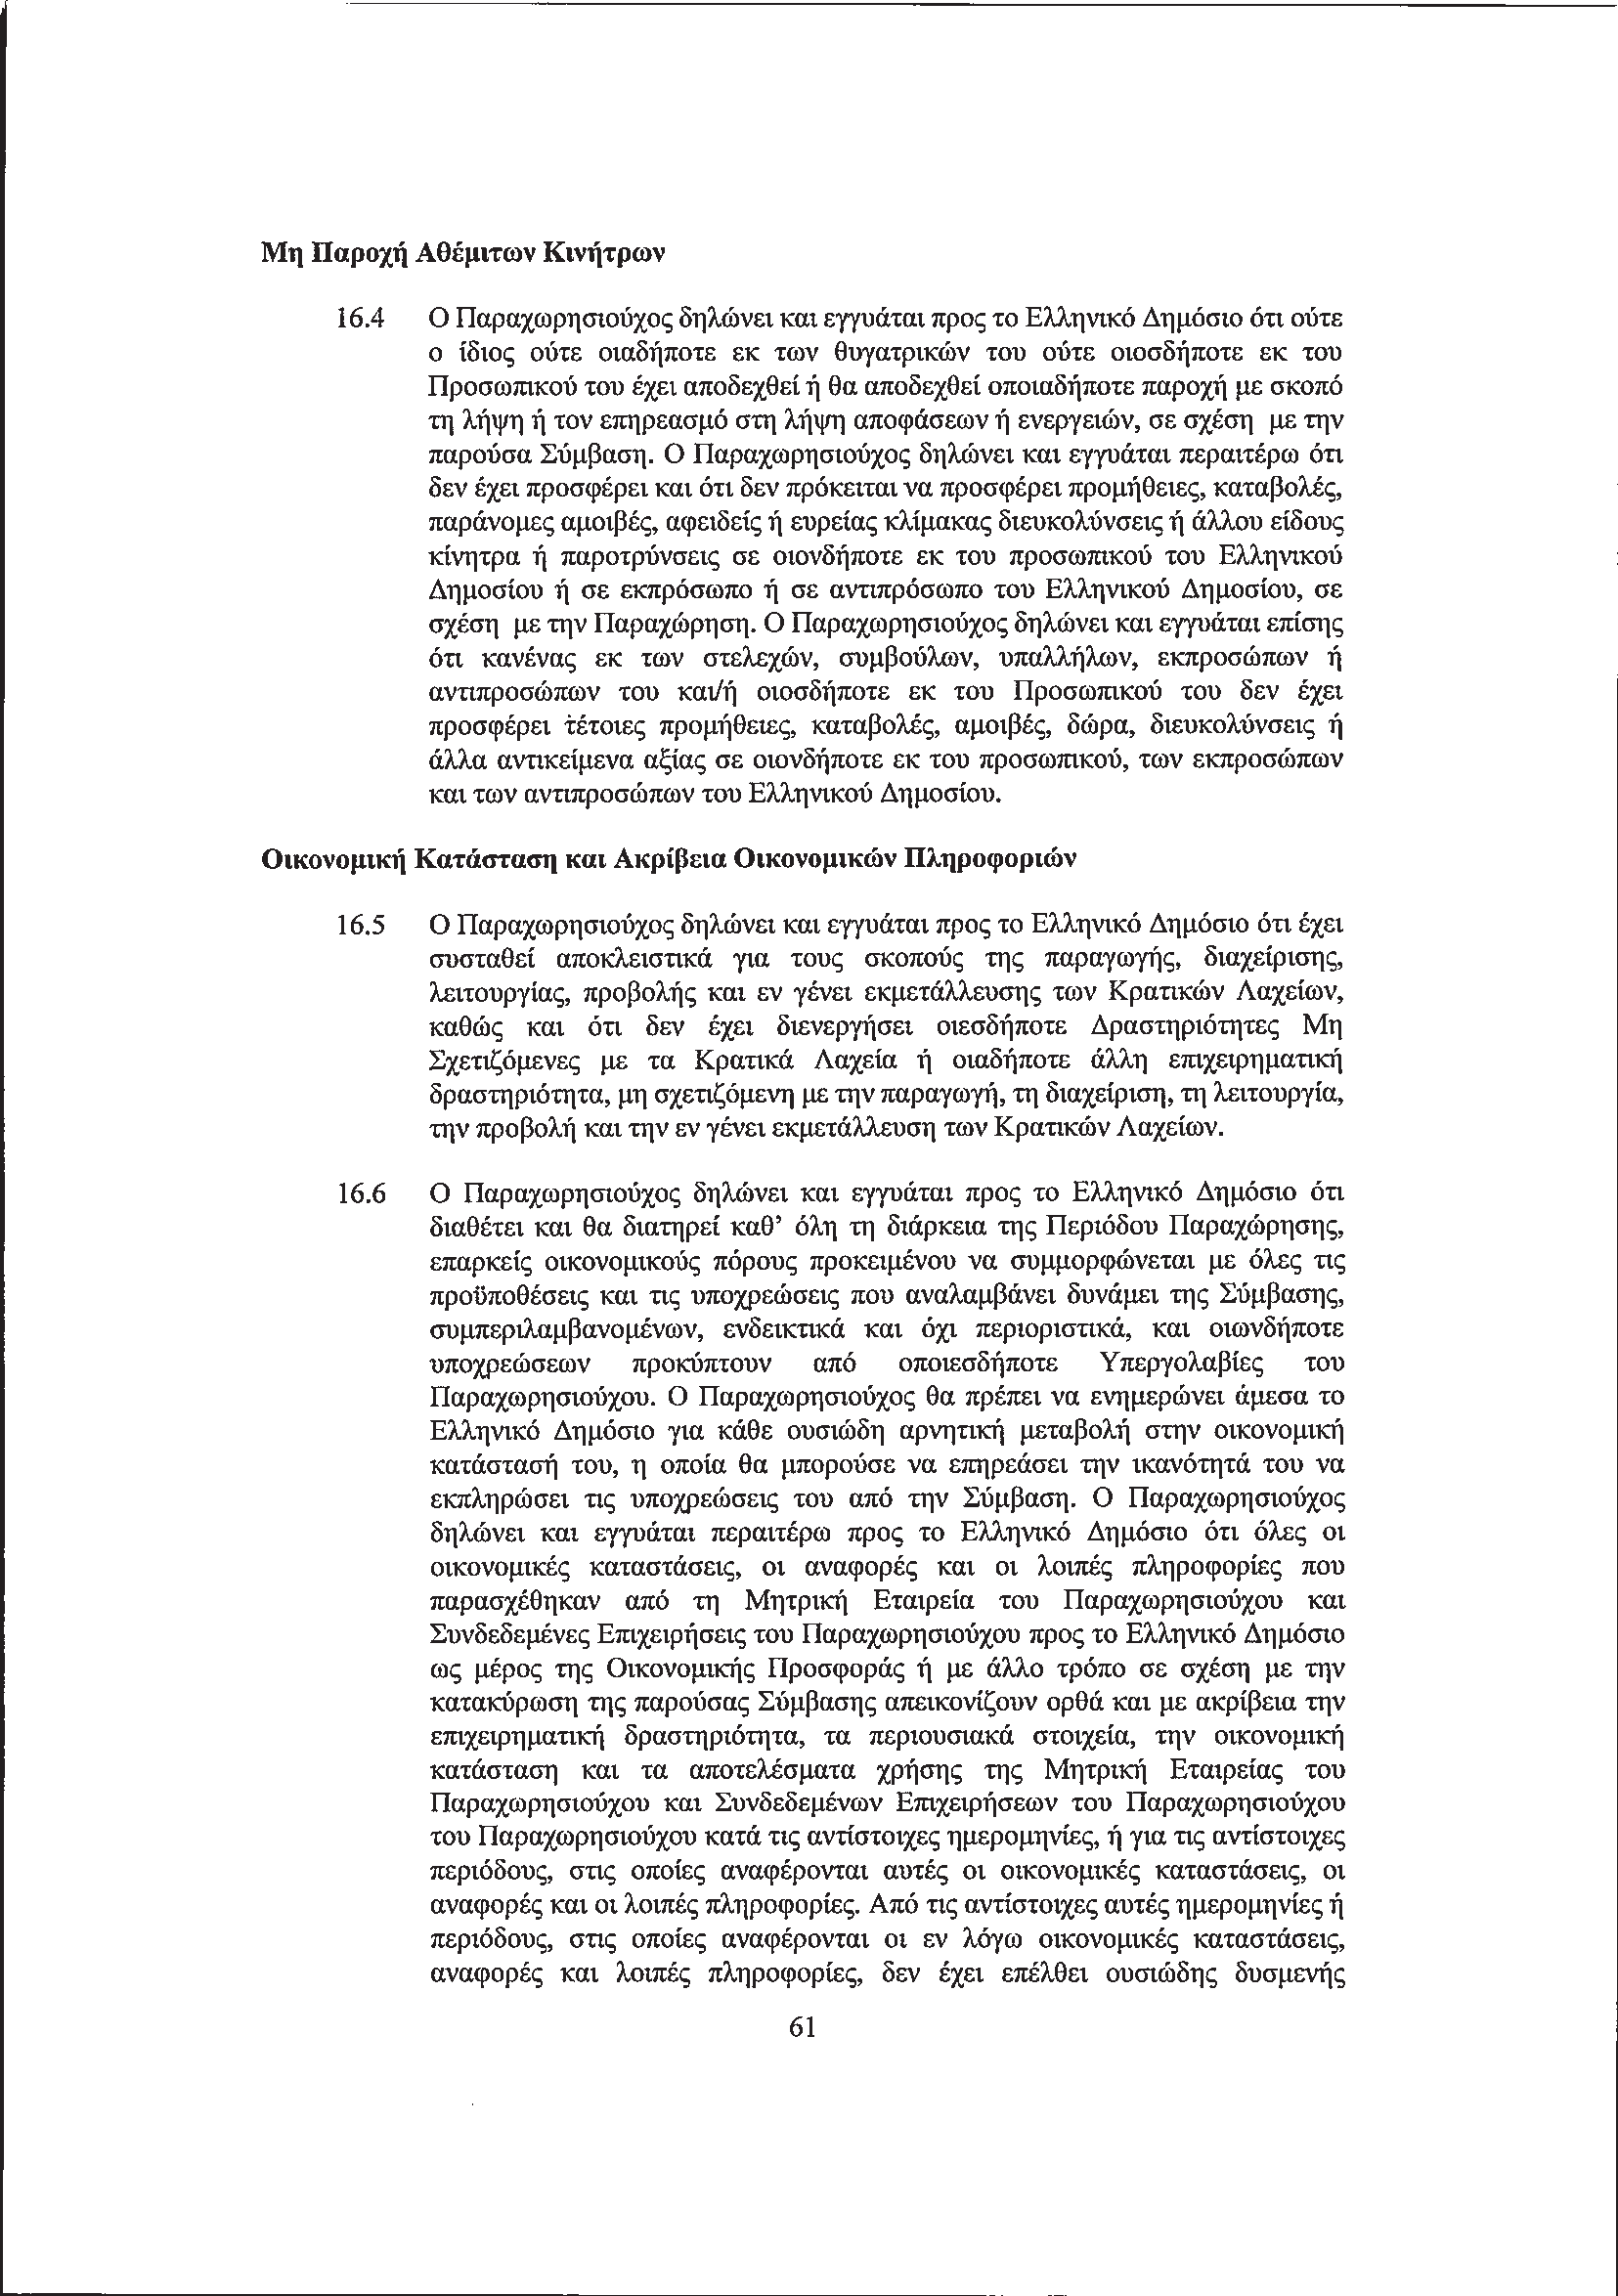 Μη Παροχή Αθέμιτων Κινήτρων
16.4 Ο Παραχωρησιούχος δηλώνει και εγγυάται προς το Ελληνικό Δημόσιο ότι ούτε
ο ίδιος ούτε οιαδήποτε εκ των θυγατρικών του ούτε οιοσδήποτε εκ του
Προσωπικού του έχει αποδεχθεί ή θα αποδεχθεί οποιαδήποτε παροχή με σκοπό
τη λήψη ή τον επηρεασμό στη λήψη αποφάσεων ή ενεργειών, σε σχέση με την
παρούσα Σύμβαση. Ο Παραχωρησιούχος δηλώνει και εγγυάται περαιτέρω ότι
δεν έχει προσφέρει και ότι δεν πρόκειται να προσφέρει προμήθειες, καταβολές,
παράνομες αμοιβές, αφειδείς ή ευρείας κλίμακας διευκολύνσεις ή άλλου είδους
κίνητρα ή παροτρύνσεις σε οιονδήποτε εκ του προσωπικού του Ελληνικού
Δημοσίου ή σε εκπρόσωπο ή σε αντιπρόσωπο του Ελληνικού Δημοσίου, σε
σχέση με την Παραχώρηση. Ο Παραχωρησιούχος δηλώνει και εγγυάται επίσης
ότι κανένας εκ των στελεχών, συμβούλων, υπαλλήλων, εκπροσώπων ή
αντιπροσώπων του και/ή οιοσδήποτε εκ του Προσωπικού του δεν έχει
προσφέρει τέτοιες προμήθειες, καταβολές, αμοιβές, δώρα, διευκολύνσεις ή
άλλα αντικείμενα αξίας σε οιονδήποτε εκ του προσωπικού, των εκπροσώπων
και των αντιπροσώπων του Ελληνικού Δημοσίου.
Οικονομική Κατάσταση και Ακρίβεια Οικονομικών Πληροφοριών
16.5 Ο Παραχωρησιούχος δηλώνει και εγγυάται προς το Ελληνικό Δημόσιο ότι έχει
συσταθεί αποκλειστικά για τους σκοπούς της παραγωγής, διαχείρισης,
λειτουργίας, προβολής και εν γένει εκμετάλλευσης των Κρατικών Λαχείων,
καθώς και ότι δεν έχει διενεργήσει οιεσδήποτε Δραστηριότητες Μη
Σχετιζόμενες με τα Κρατικά Λαχεία ή οιαδήποτε άλλη επιχειρηματική
δραστηριότητα, μη σχετιζόμενη με την παραγωγή, τη διαχείριση, τη λειτουργία,
την προβολή και την εν γένει εκμετάλλευση των Κρατικών Λαχείων.
16.6 Ο Παραχωρησιούχος δηλώνει και εγγυάται προς το Ελληνικό Δημόσιο ότι
διαθέτει και θα διατηρεί καθ’ όλη τη διάρκεια της Περιόδου Παραχώρησης,
επαρκείς οικονομικούς πόρους προκειμένου να συμμορφώνεται με όλες τις
προϋποθέσεις και τις υποχρεώσεις που αναλαμβάνει δυνάμει της Σύμβασης,
συμπεριλαμβανομένων, ενδεικτικά και όχι περιοριστικά, και οιωνδήποτε
υποχρεώσεων προκύπτουν από οποιεσδήποτε Υπεργολαβίες του
Παραχωρησιούχου. Ο Παραχωρησιούχος θα πρέπει να ενημερώνει άμεσα το
Ελληνικό Δημόσιο για κάθε ουσιώδη αρνητική μεταβολή στην οικονομική
κατάστασή του, η οποία θα μπορούσε να επηρεάσει την ικανότητά του να
εκπληρώσει τις υποχρεώσεις του από την Σύμβαση. Ο Παραχωρησιούχος
δηλώνει και εγγυάται περαιτέρω προς το Ελληνικό Δημόσιο ότι όλες οι
οικονομικές καταστάσεις, οι αναφορές και οι λοιπές πληροφορίες που
παρασχέθηκαν από τη Μητρική Εταιρεία του Παραχωρησιούχου και
Συνδεδεμένες Επιχειρήσεις του Παραχωρησιούχου προς το Ελληνικό Δημόσιο
ως μέρος της Οικονομικής Προσφοράς ή με άλλο τρόπο σε σχέση με την
κατακύρωση της παρούσας Σύμβασης απεικονίζουν ορθά και με ακρίβεια την
επιχειρηματική δραστηριότητα, τα περιουσιακά στοιχεία, την οικονομική
κατάσταση και τα αποτελέσματα χρήσης της Μητρική Εταιρείας του
Παραχωρησιούχου και Συνδεδεμένων Επιχειρήσεων του Παραχωρησιούχου
του Παραχωρησιούχου κατά τις αντίστοιχες ημερομηνίες, ή για τις αντίστοιχες
περιόδους, στις οποίες αναφέρονται αυτές οι οικονομικές καταστάσεις, οι
αναφορές και οι λοιπές πληροφορίες. Από τις αντίστοιχες αυτές ημερομηνίες ή
περιόδους, στις οποίες αναφέρονται οι εν λόγω οικονομικές καταστάσεις,
αναφορές και λοιπές πληροφορίες, δεν έχει επέλθει ουσιώδης δυσμενής
61